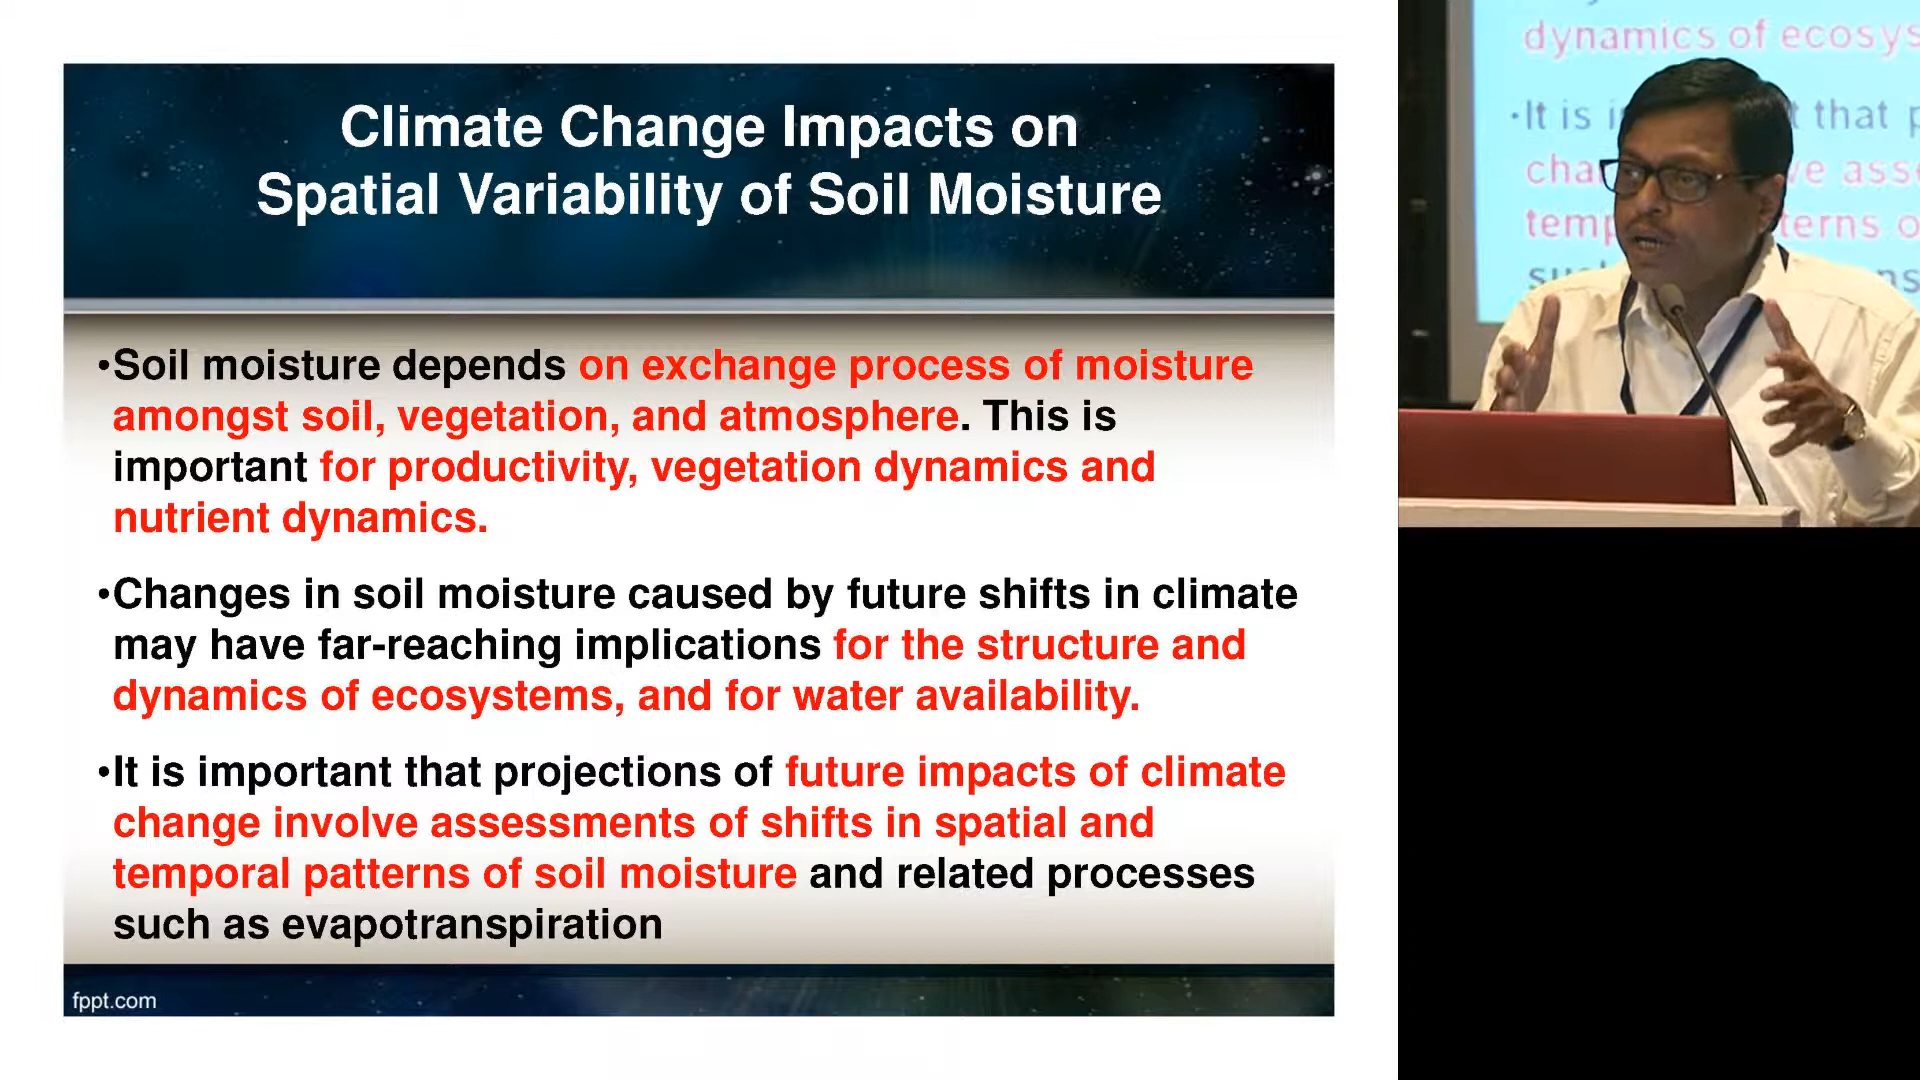 Climate Change Impacts on
Spatial Variability of Soil Moisture
•Soil moisture depends on exchange process of moisture
amongst soil, vegetation, and atmosphere. This is
important for productivity, vegetation dynamics and
nutrient dynamics.
•Changes in soil moisture caused by future shifts in climate
may have far-reaching implications for the structure and
dynamics of ecosystems, and for water availability.
•It is important that projections of future impacts of climate
change involve assessments of shifts in spatial and
temporal patterns of soil moisture and related processes
such as evapotranspiration
fppt.com
dynamics of ecosys
•It is i t that p
cha ve asse
temp terns o